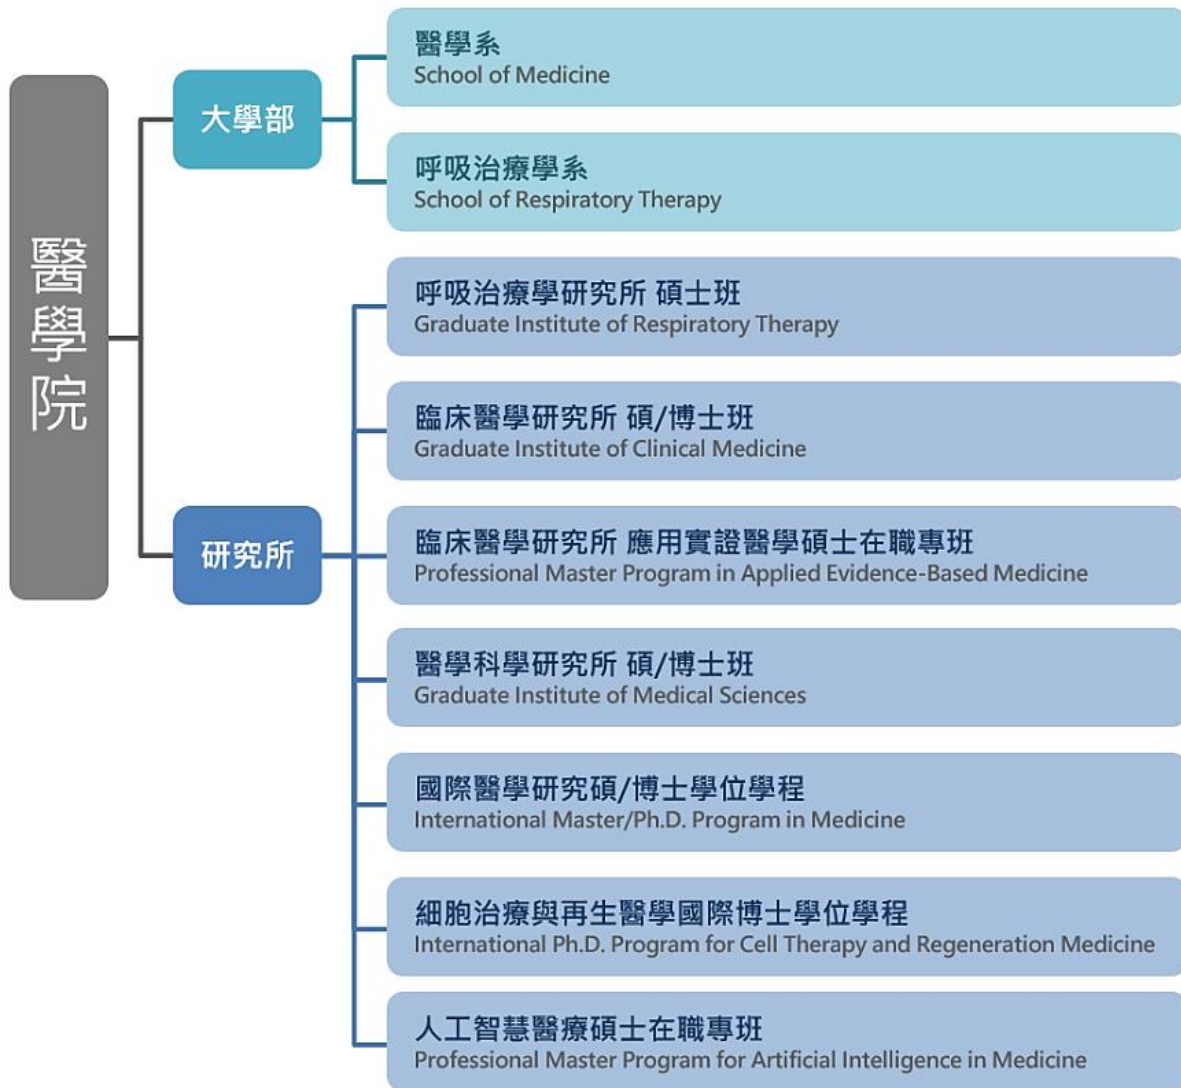 醫學院
大學部
醫學系
School of Medicine
呼吸治療學系
School of Respiratory Therapy
研究所
呼吸治療學研究所 碩士班
Graduate Institute of Respiratory Therapy
臨床醫學研究所 碩/博士班
Graduate Institute of Clinical Medicine
臨床醫學研究所 應用實證醫學碩士在職專班
Professional Master Program in Applied Evidence-Based Medicine
醫學科學研究所 碩/博士班
Graduate Institute of Medical Sciences
國際醫學研究碩/博士學位學程
International Master/Ph.D. Program in Medicine
細胞治療與再生醫學國際博士學位學程
International Ph.D. Program for Cell Therapy and Regeneration Medicine
人工智慧醫療碩士在職專班
Professional Master Program for Artificial Intelligence in Medicine